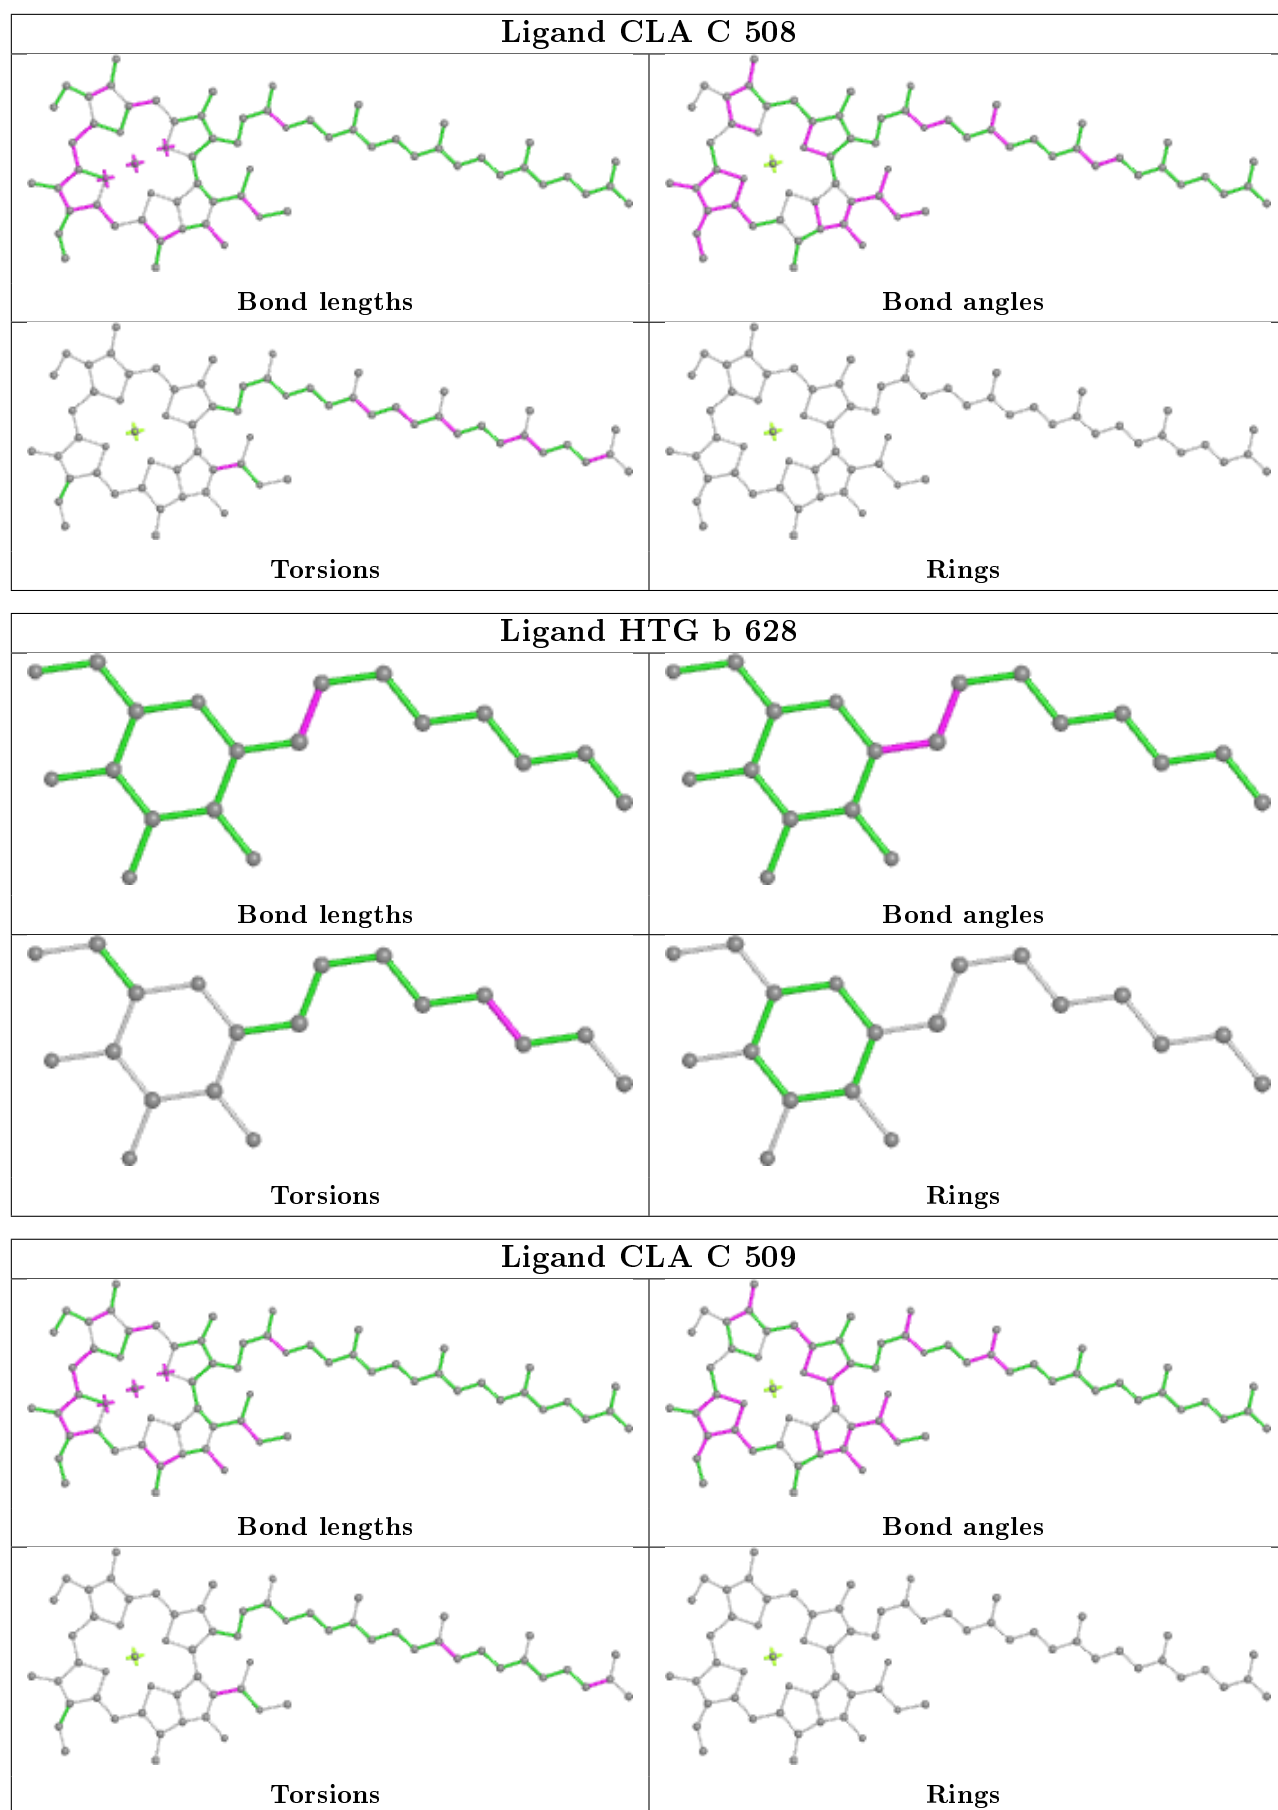 Ligand CLA C 508
Bond lengths
Bond angles
Torsions
Rings
Ligand HTG b 628
Bond lengths
Bond angles
Torsions
Rings
Ligand CLA C 509
Bond lengths
Bond angles
Torsions
Rings